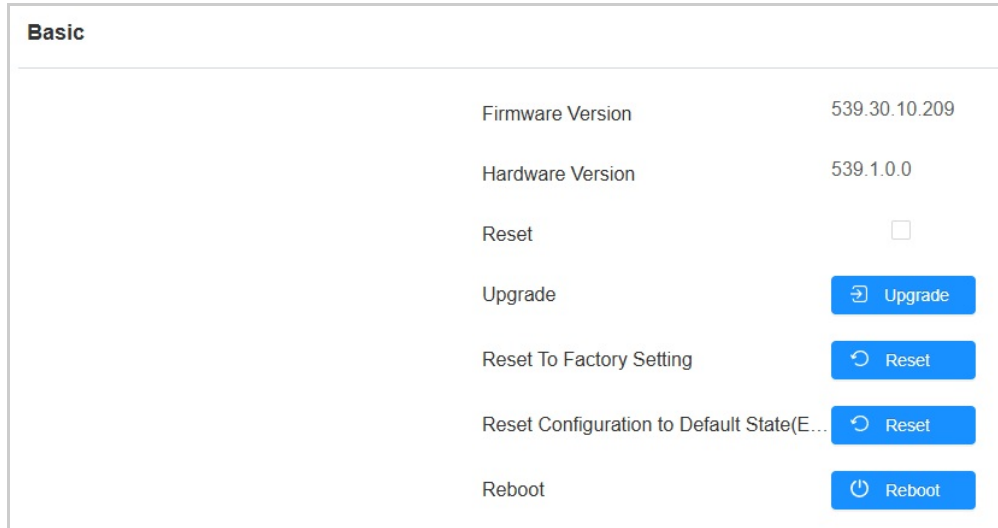 Basic
Firmware Version 539.30.10.209
Hardware Version 539.1.0.0
Reset
Upgrade Upgrade
Reset To Factory Setting Reset
Reset Configuration to Default State(E... Reset
Reboot Reboot